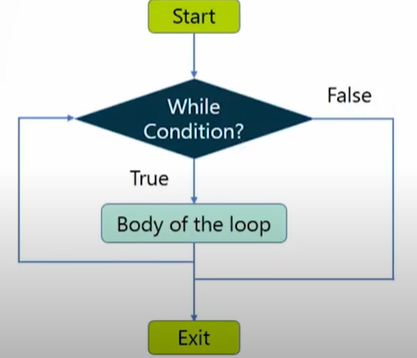 Start
While
Condition?
False
True
Body of the loop
Exit